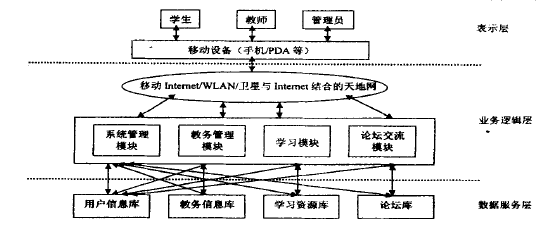 学生 教师 管理员
表示层
移动设备（手机/PDA 等）
移动Internet/WLAN/卫星与Internet 结合的天地网
业务逻辑层
系统管理模块 教务管理模块 学习模块 论坛交流模块
用户信息库 教务信息库 学习资源库 论坛库
数据服务层